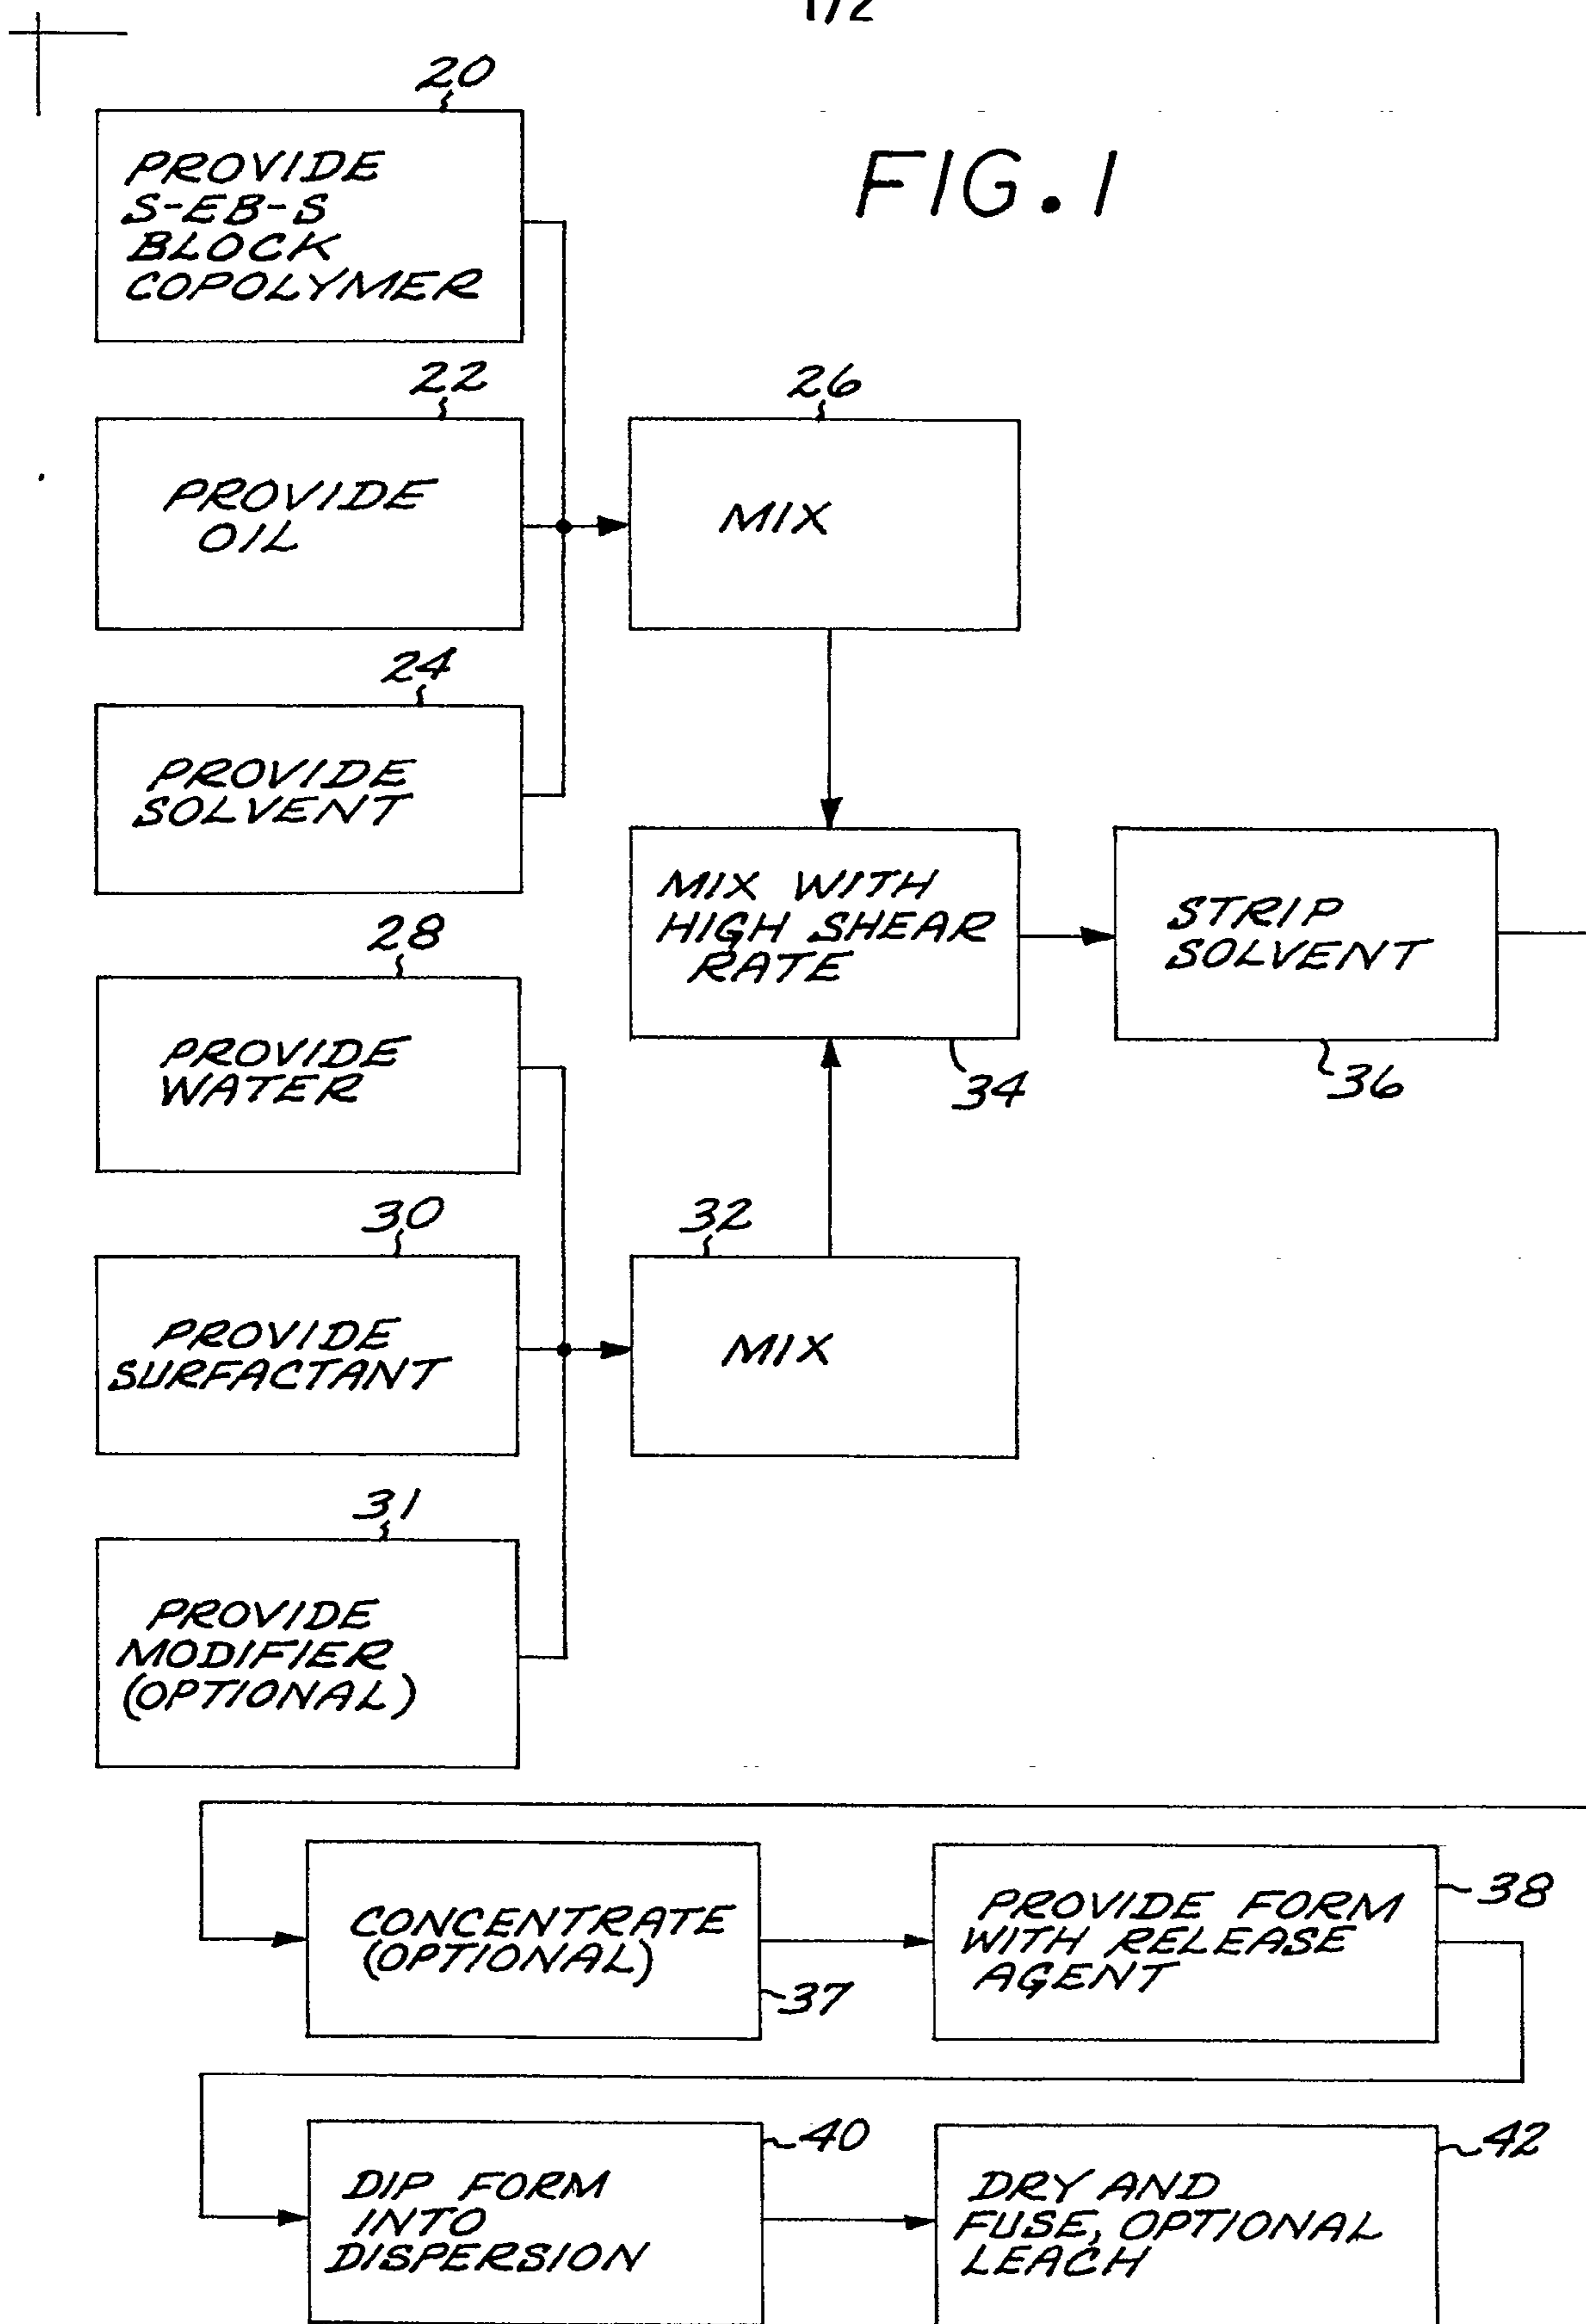 1/2
FIG. 1
20
PROVIDE
S-EB-S
BLOCK
COPOLYMER
22
PROVIDE
OIL
24
PROVIDE
SOLVENT
26
MIX
28
PROVIDE
WATER
30
PROVIDE
SURFACTANT
31
PROVIDE
MODIFIER
(OPTIONAL)
32
MIX
MIX WITH
HIGH SHEAR
RATE
34
STRIP
SOLVENT
36
CONCENTRATE
(OPTIONAL)
37
PROVIDE FORM
WITH RELEASE
AGENT
38
DIP FORM
INTO
DISPERSION
40
DRY AND
FUSE, OPTIONAL
LEACH
42